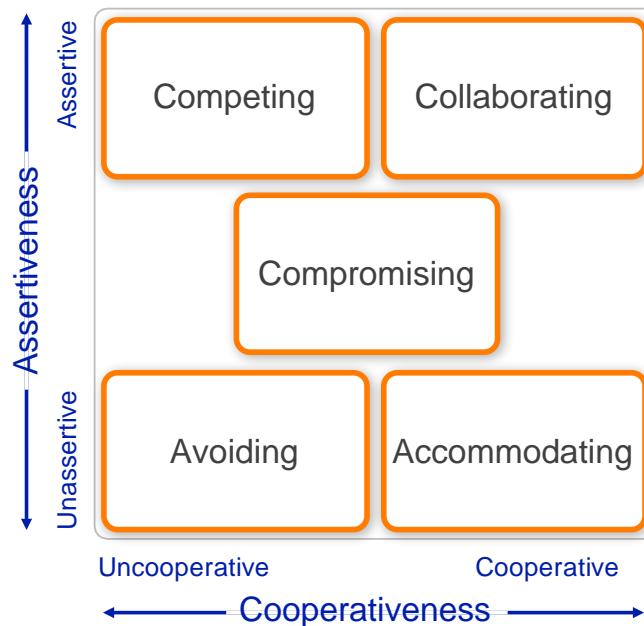 Assertive
Competing
Collaborating
Assertiveness
Compromising
Unassertive
Avoiding
Accommodating
Uncooperative
Cooperative
Cooperativeness